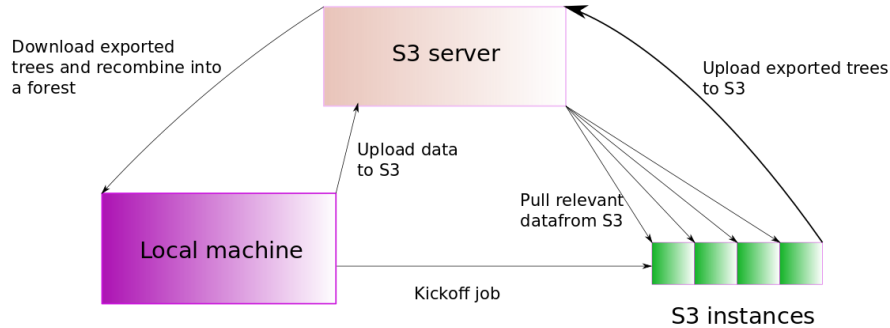 Download exported
trees and recombine into
a forest
S3 server
Upload exported trees
to S3
Upload data
to S3
Pull relevant
datafrom S3
Local machine
Kickoff job
S3 instances